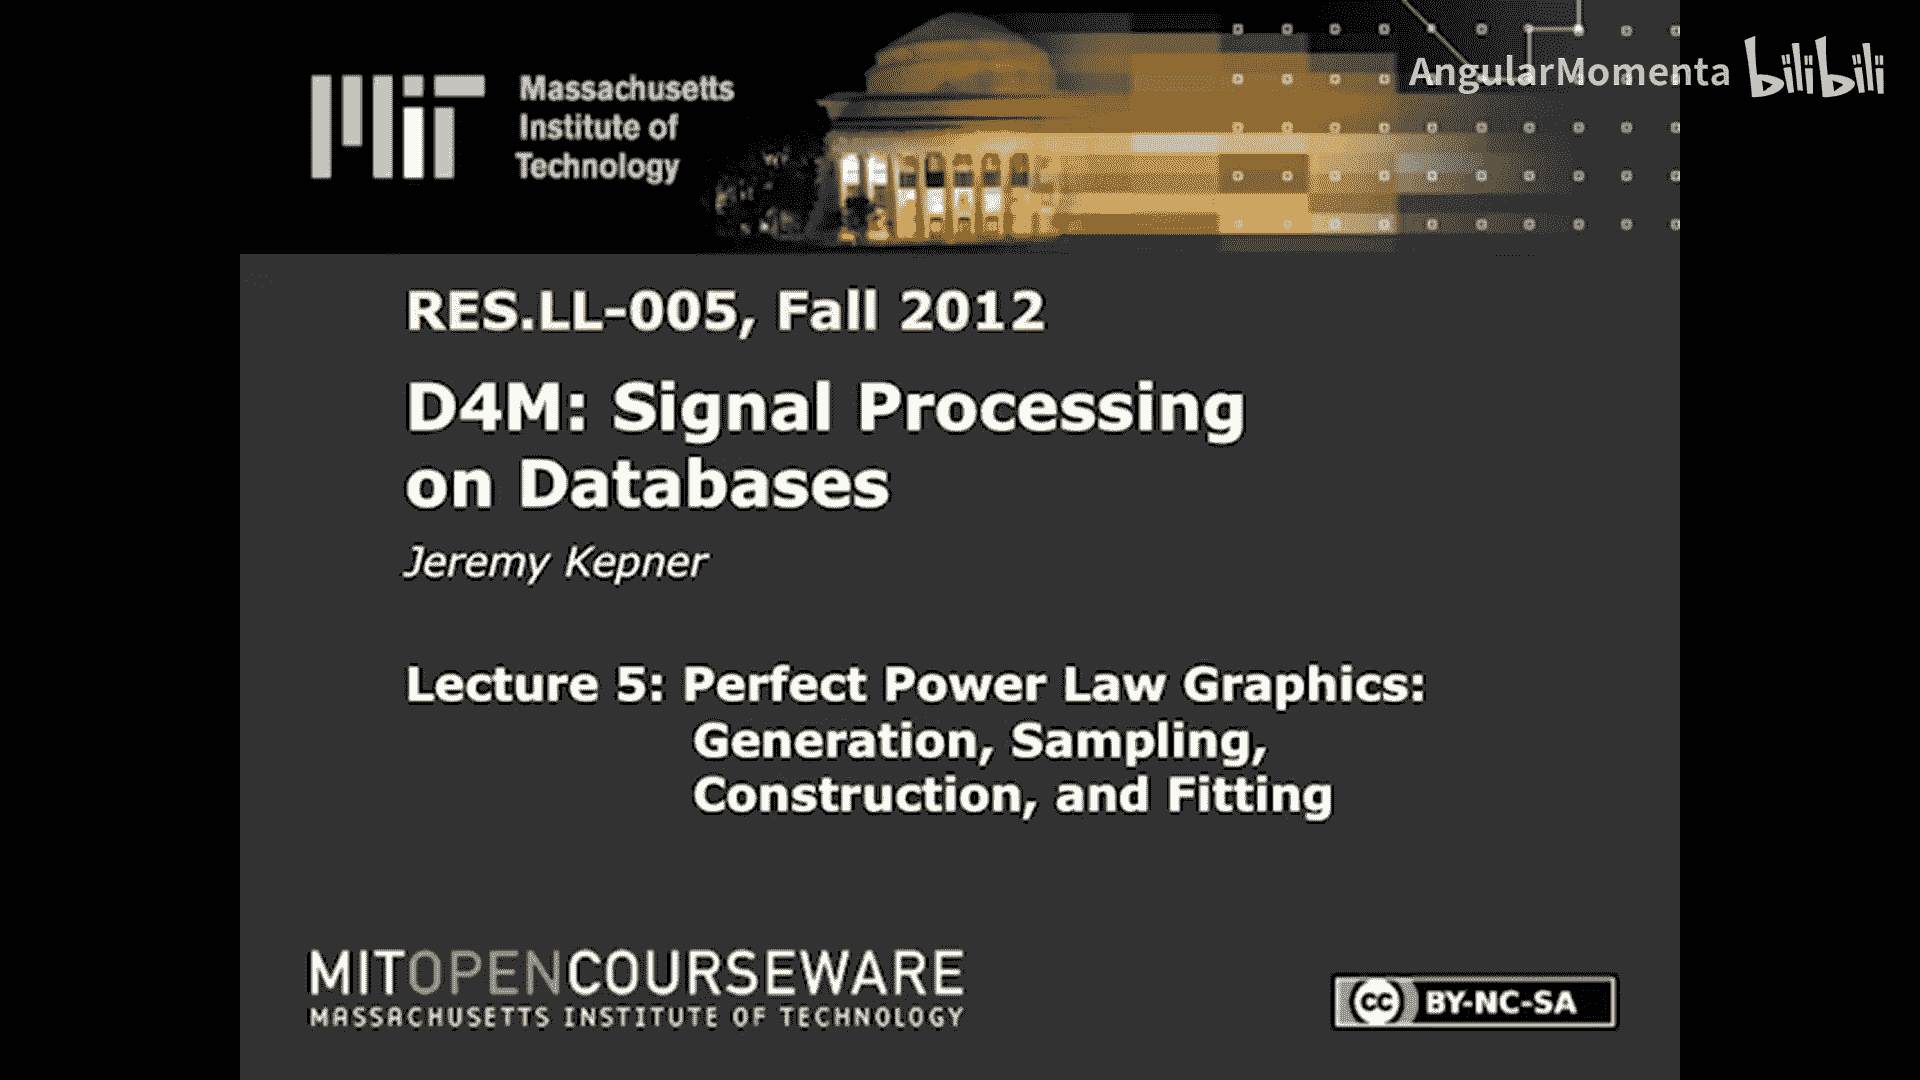 MIT
Massachusetts
Institute of
Technology
AngularMomenta bilibili
RES.LL-005, Fall 2012
D4M: Signal Processing
on Databases
Jeremy Kepner
Lecture 5: Perfect Power Law Graphics:
Generation, Sampling,
Construction, and Fitting
MITOPENCOURSEWARE
MASSACHUSETTS INSTITUTE OF TECHNOLOGY
cc BY-NC-SA